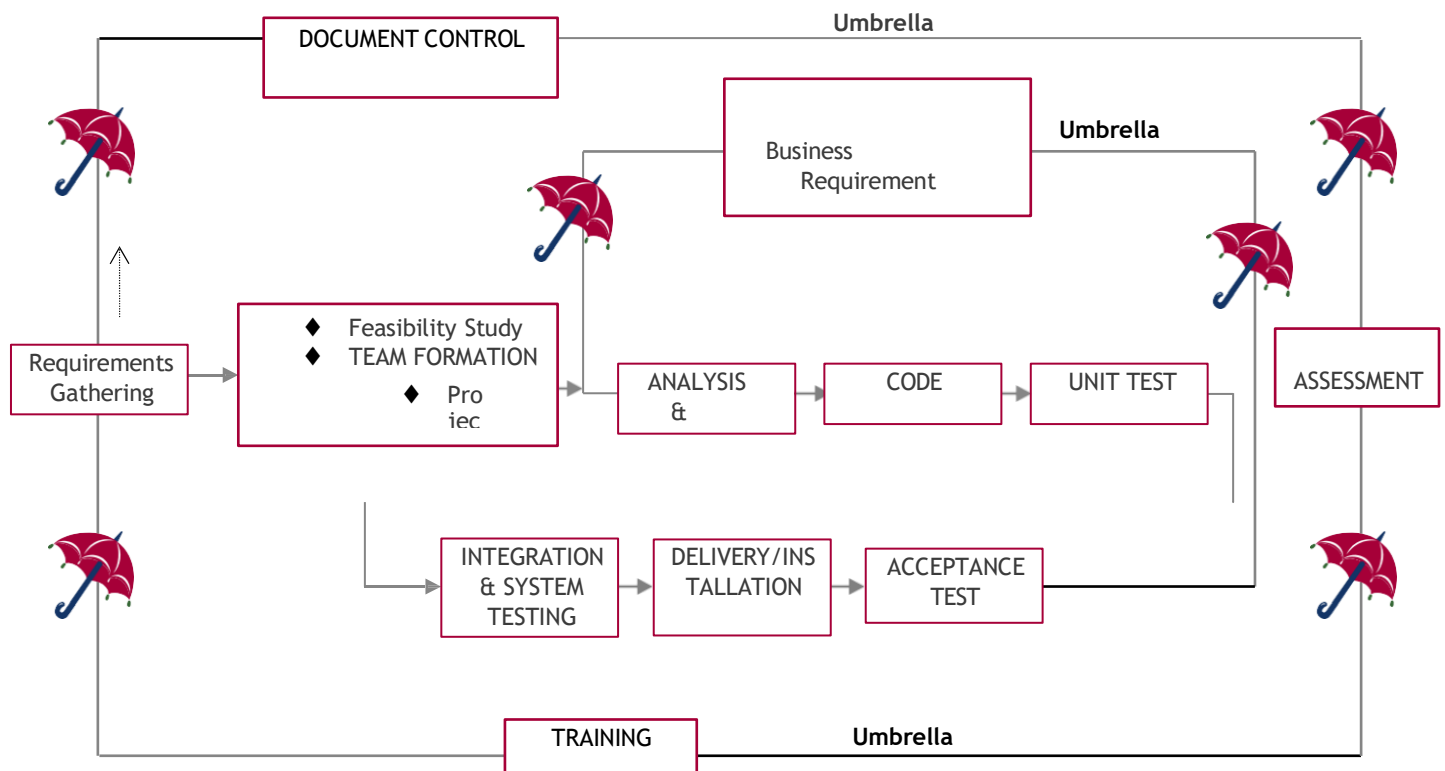 Umbrella
DOCUMENT CONTROL
Umbrella
Business
Requirement
Feasibility Study
TEAM FORMATION
Pro
jec
Requirements
Gathering
ANALYSIS
&
CODE
UNIT TEST
ASSESSMENT
INTEGRATION
& SYSTEM
TESTING
DELIVERY/INS
TALLATION
ACCEPTANCE
TEST
TRAINING
Umbrella